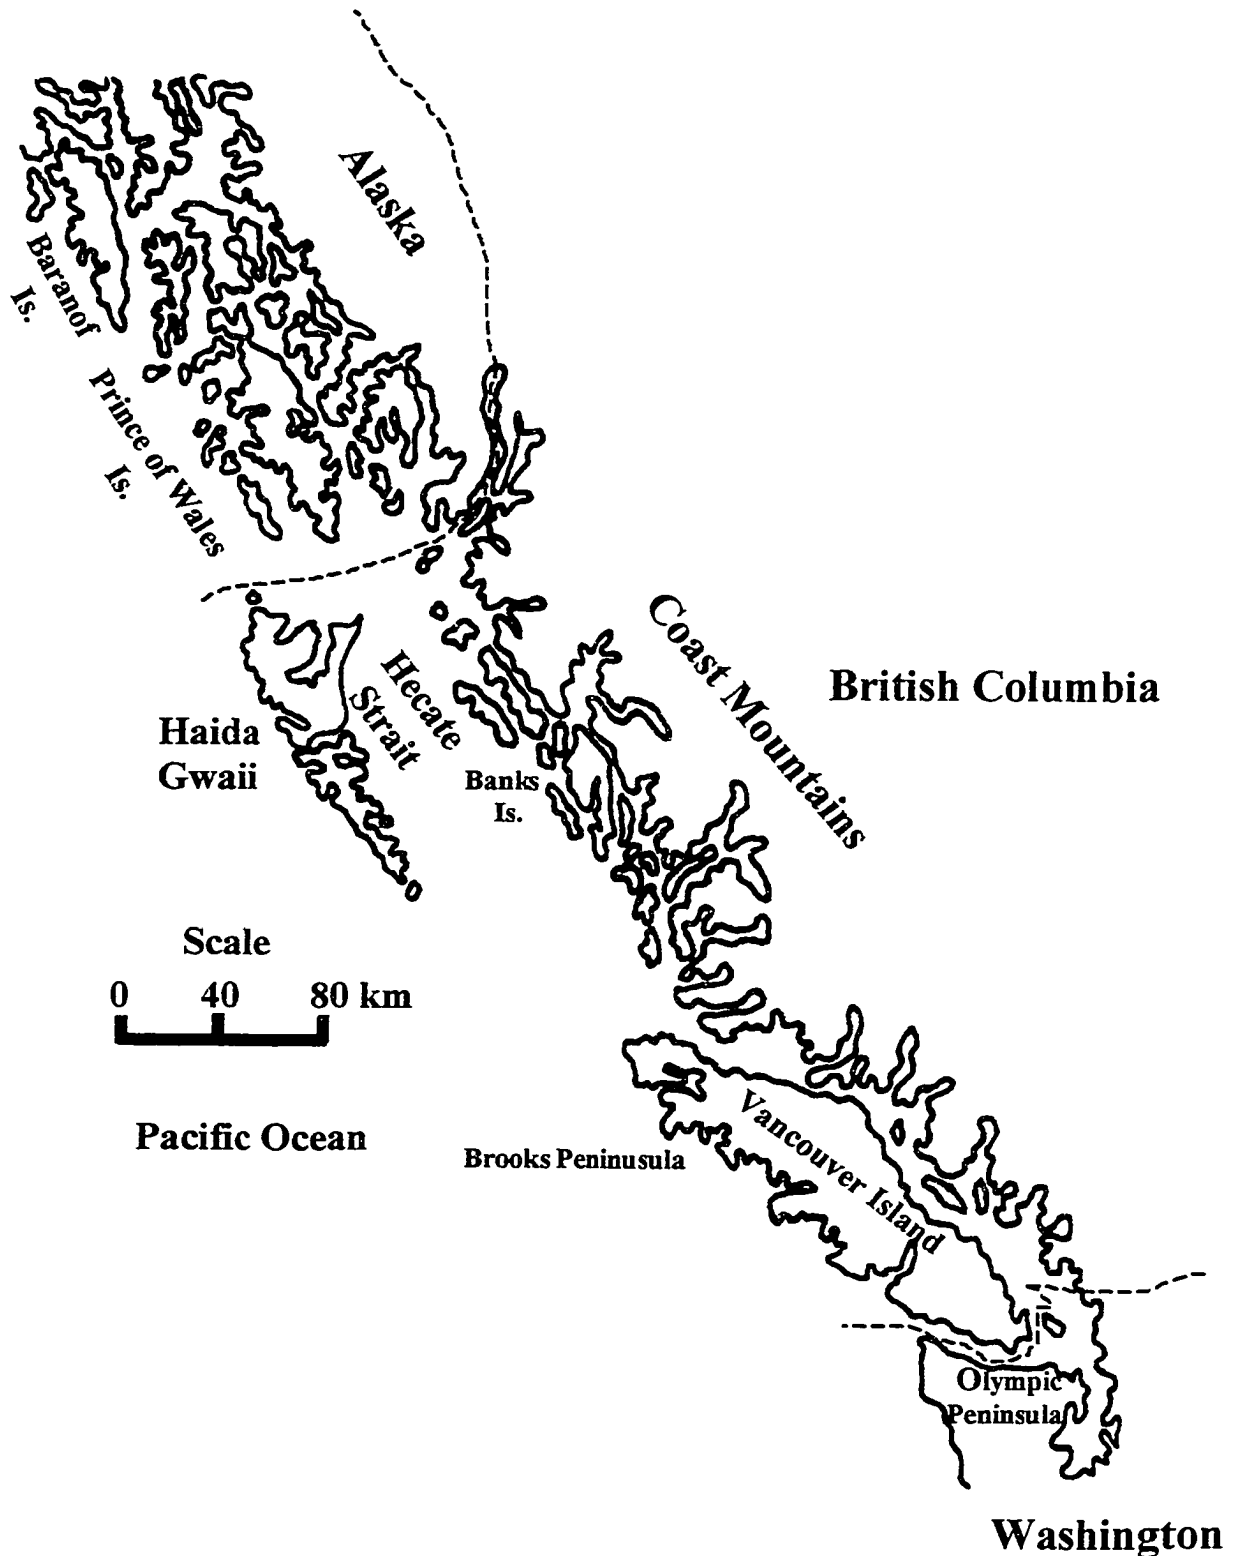 Alaska
Baranof
Is.
Prince of Wales
Is.
Coast Mountains
British Columbia
Hecate
Strait
Haida
Gwaii
Banks
Is.
Scale
0 40 80 km
Pacific Ocean
Brooks Peninusula
Vancouver Island
Olympic
Peninsula
Washington